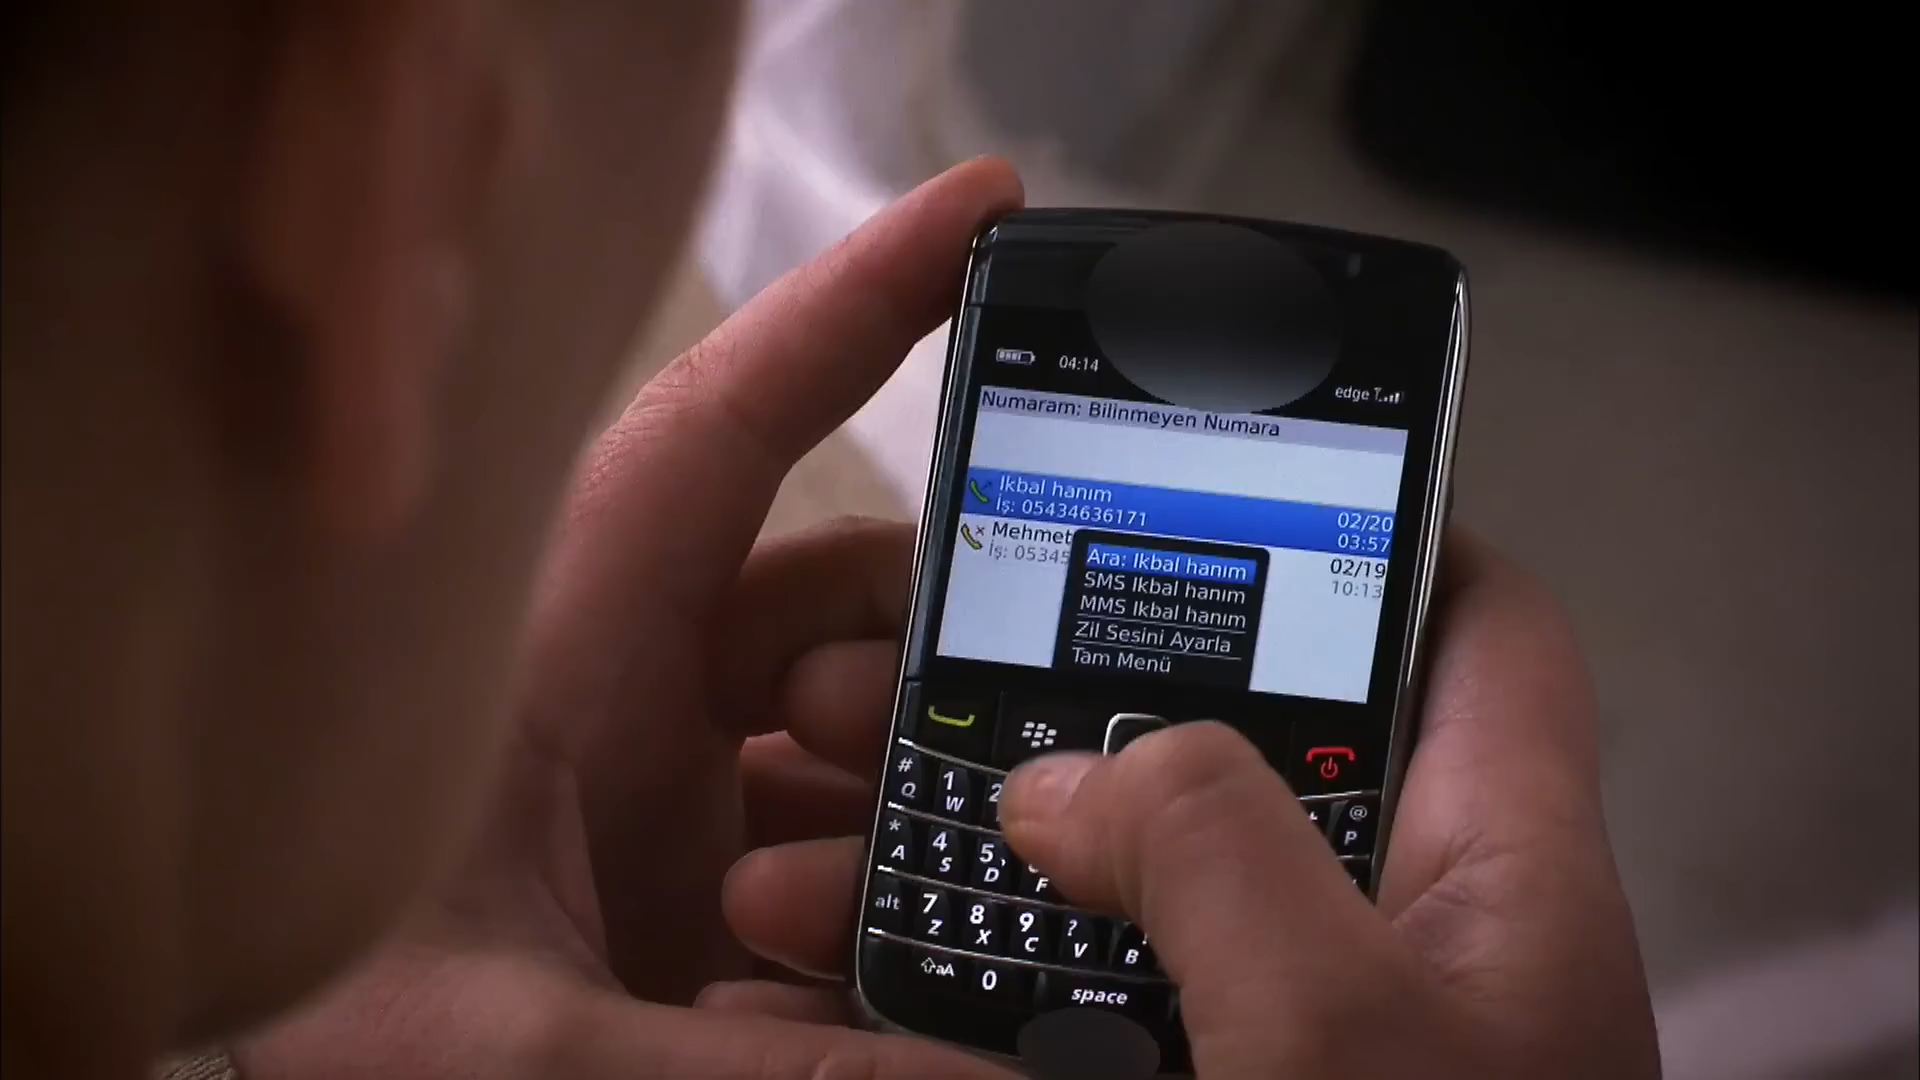 04:14
edge
Numaram: Bilinmeyen Numara
Ikbal hanım
İş: 05434636171
02/20
03:57
Mehmet
İş: 05345
02/19
10:13
Ara: Ikbal hanım
SMS Ikbal hanım
MMS Ikbal hanım
Zil Sesini Ayarla
Tam Menü
# 1 2
Q W
@
P
* 4 5,
A S D F
alt 7 8 9 ?
Z X C V B
aA 0 space